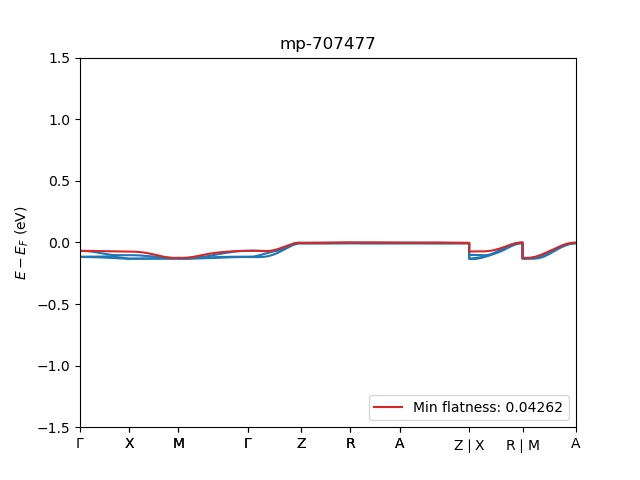 mp-707477
1.5
1.0
0.5
0.0
−0.5
−1.0
−1.5
E − E_F (eV)
Min flatness: 0.04262
Γ X M Γ Z R A Z | X R | M A